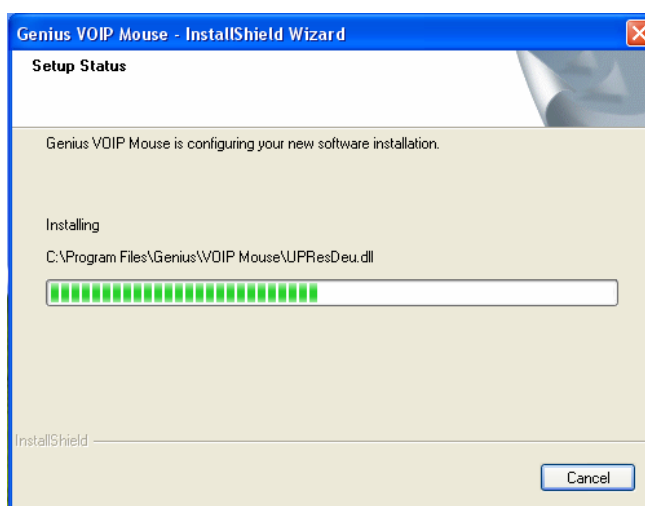 Genius VOIP Mouse - InstallShield Wizard
Setup Status
Genius VOIP Mouse is configuring your new software installation.
Installing
C:\Program Files\Genius\VOIP Mouse\UPResDeu.dll
InstallShield
Cancel